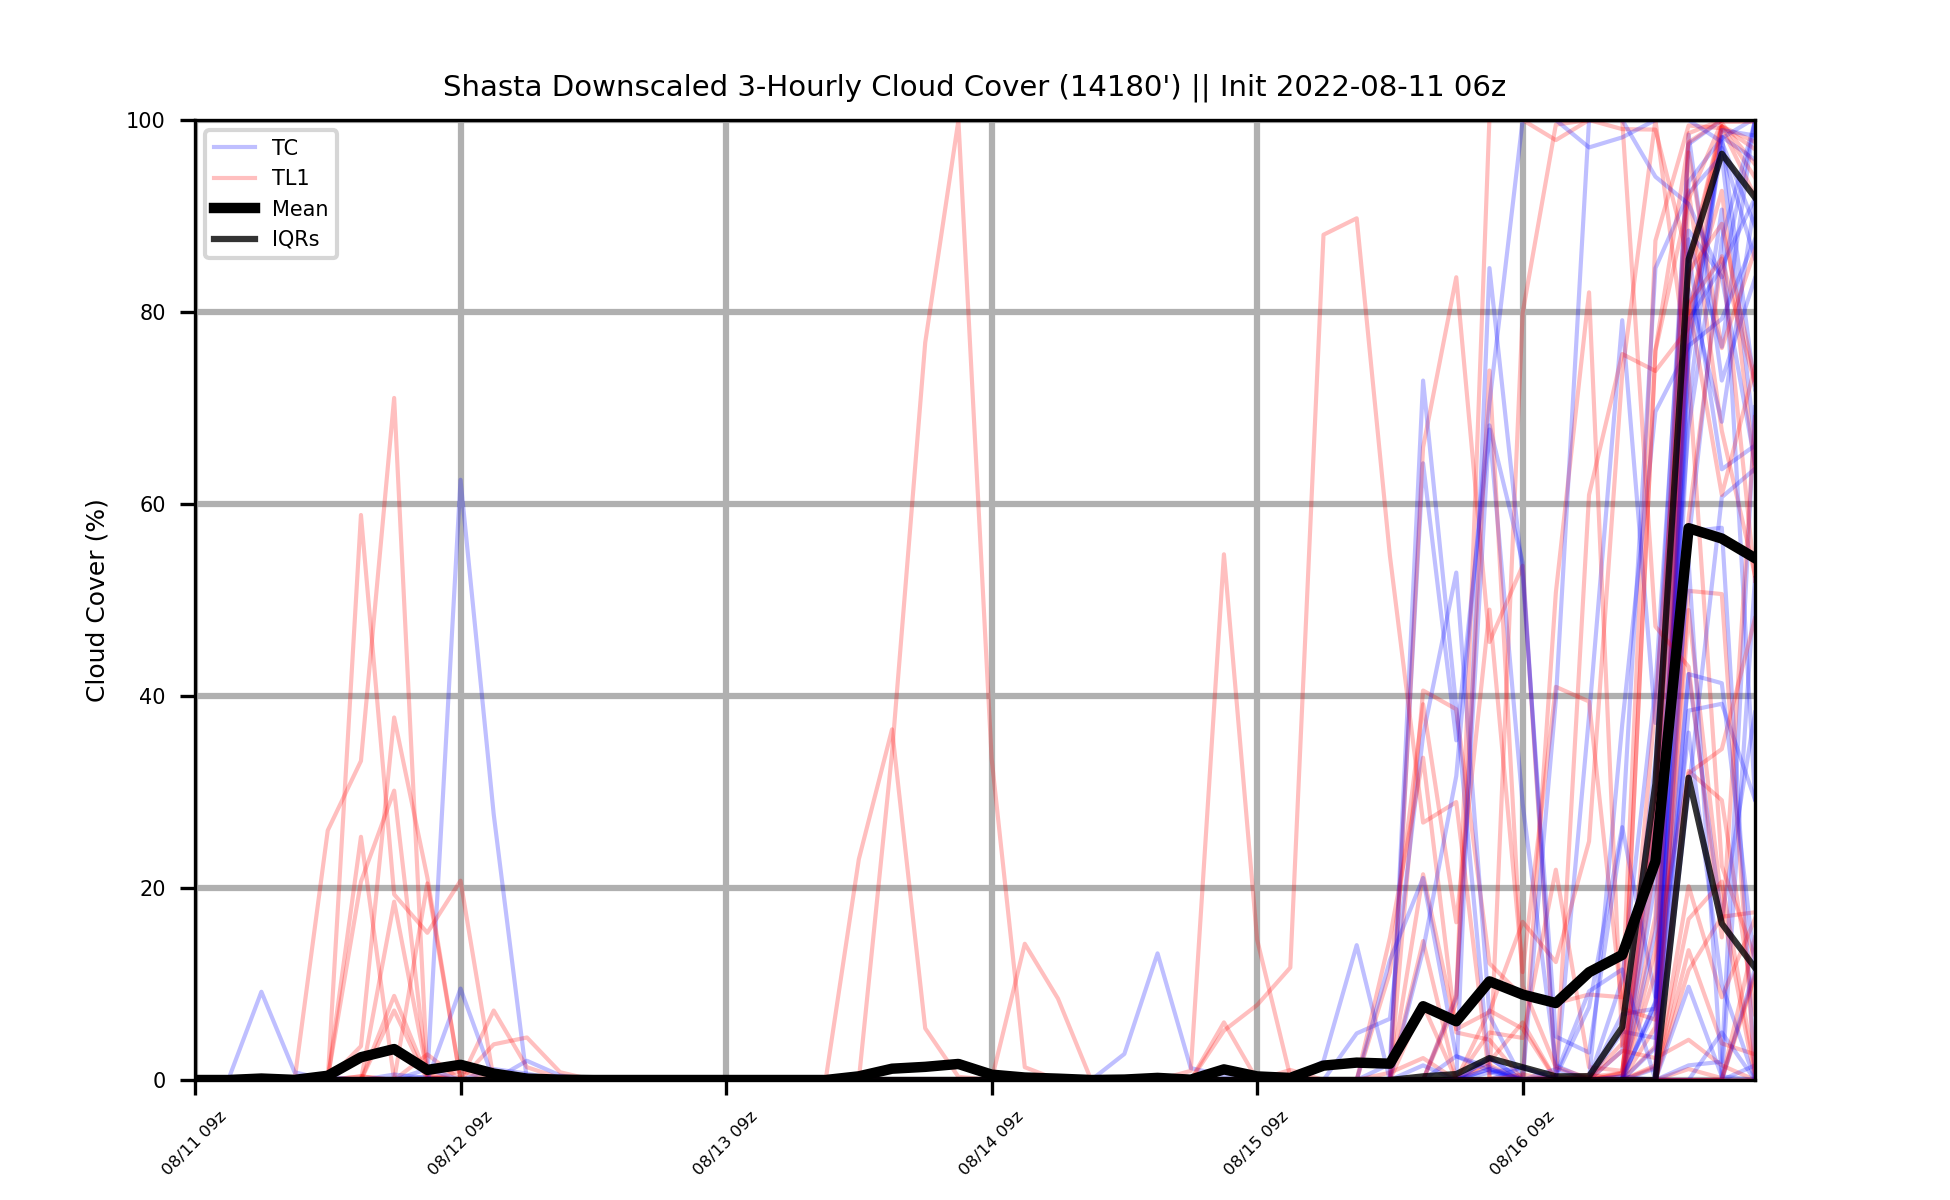 Shasta Downscaled 3-Hourly Cloud Cover (14180') || Init 2022-08-11 06z
TC
TL1
Mean
IQRs
Cloud Cover (%)
100
80
60
40
20
0
08/11 09z
08/12 09z
08/13 09z
08/14 09z
08/15 09z
08/16 09z